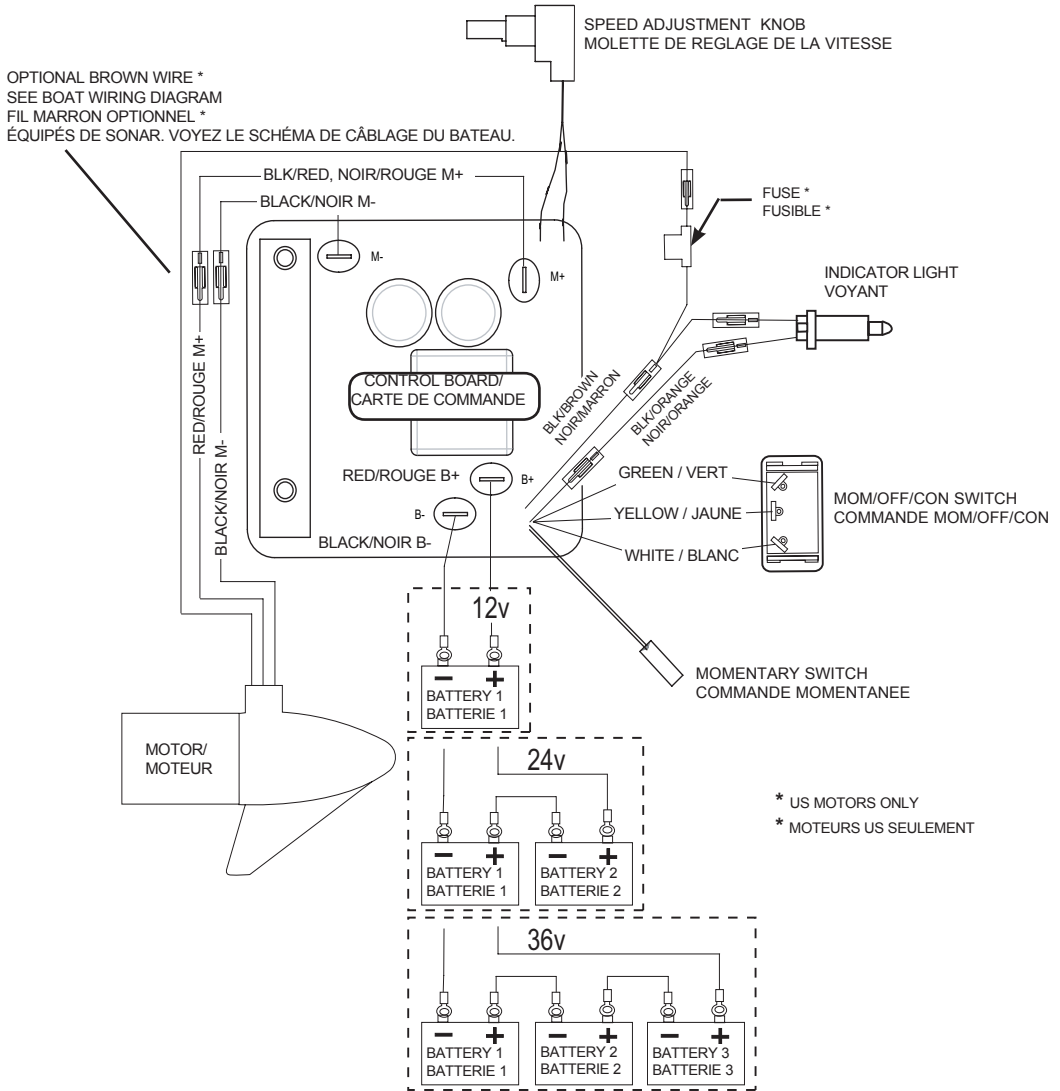 SPEED ADJUSTMENT KNOB
MOLETTE DE REGLAGE DE LA VITESSE
OPTIONAL BROWN WIRE *
SEE BOAT WIRING DIAGRAM
FIL MARRON OPTIONNEL *
ÉQUIPÉS DE SONAR. VOYEZ LE SCHÉMA DE CÂBLAGE DU BATEAU.
BLK/RED, NOIR/ROUGE M+
BLACK/NOIR M-
FUSE *
FUSIBLE *
M-
M+
INDICATOR LIGHT
VOYANT
RED/ROUGE M+
BLACK/NOIR M-
CONTROL BOARD/
CARTE DE COMMANDE
BLK/BROWN
NOIR/MARRON
BLK/ORANGE
NOIR/ORANGE
RED/ROUGE B+
B+
B-
BLACK/NOIR B-
GREEN / VERT
YELLOW / JAUNE
WHITE / BLANC
MOM/OFF/CON SWITCH
COMMANDE MOM/OFF/CON
12v
- +
BATTERY 1
BATTERIE 1
MOMENTARY SWITCH
COMMANDE MOMENTANEE
MOTOR/
MOTEUR
24v
- +
BATTERY 1
BATTERIE 1
- +
BATTERY 2
BATTERIE 2
* US MOTORS ONLY
* MOTEURS US SEULEMENT
36v
- +
BATTERY 1
BATTERIE 1
- +
BATTERY 2
BATTERIE 2
- +
BATTERY 3
BATTERIE 3